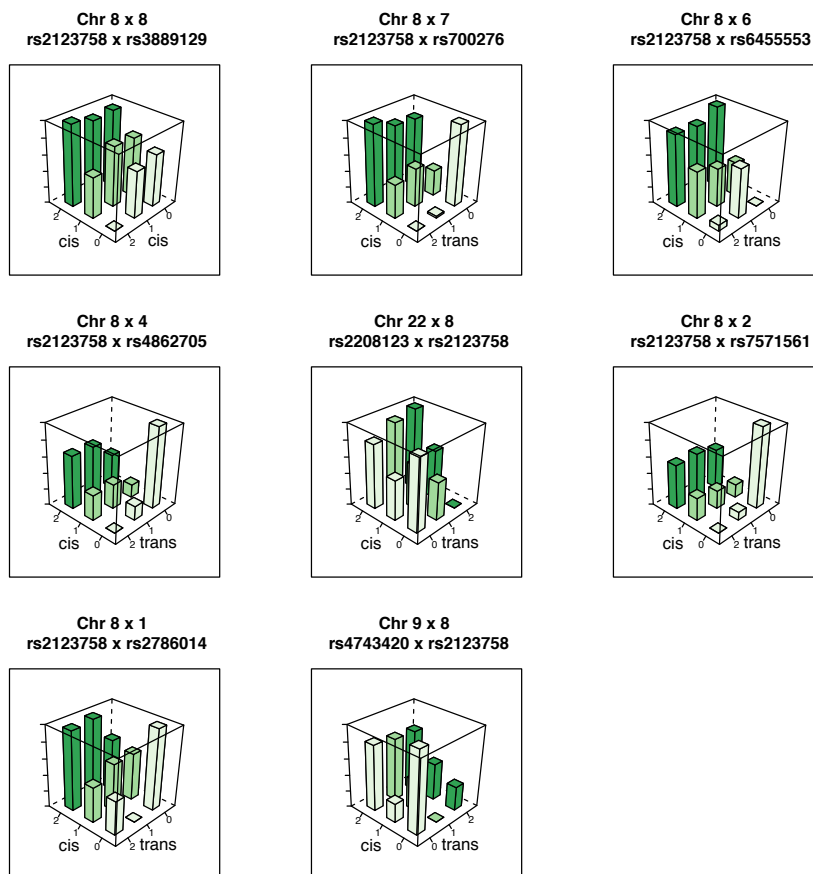 Chr 8 x 8
rs2123758 x rs3889129
2
1
0
cis
2
1
0
cis
Chr 8 x 7
rs2123758 x rs700276
2
1
0
cis
2
1
0
trans
Chr 8 x 6
rs2123758 x rs6455553
2
1
0
cis
2
1
0
trans
Chr 8 x 4
rs2123758 x rs4862705
2
1
0
cis
2
1
0
trans
Chr 22 x 8
rs2208123 x rs2123758
2
1
0
cis
0
1
2
trans
Chr 8 x 2
rs2123758 x rs7571561
2
1
0
cis
2
1
0
trans
Chr 8 x 1
rs2123758 x rs2786014
2
1
0
cis
2
1
0
trans
Chr 9 x 8
rs4743420 x rs2123758
2
1
0
cis
0
1
2
trans